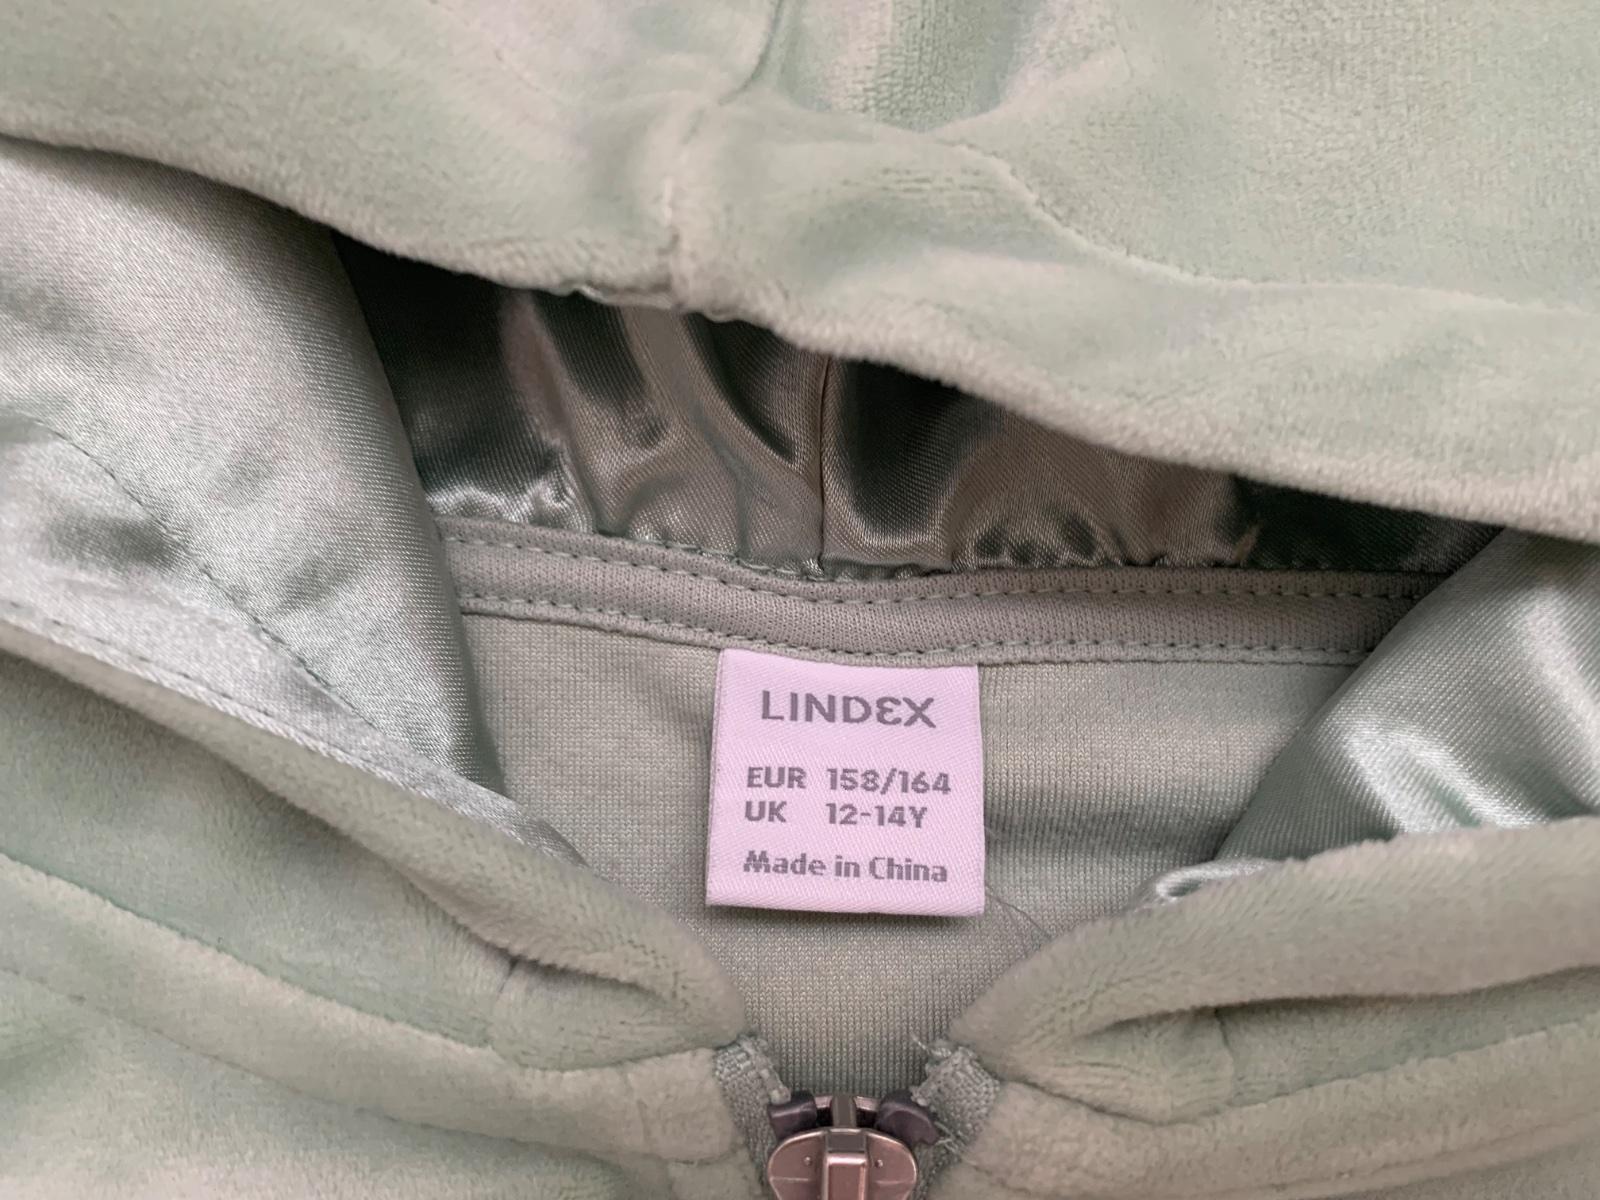 LINDEX
EUR 158/164
UK 12-14Y
Made in China